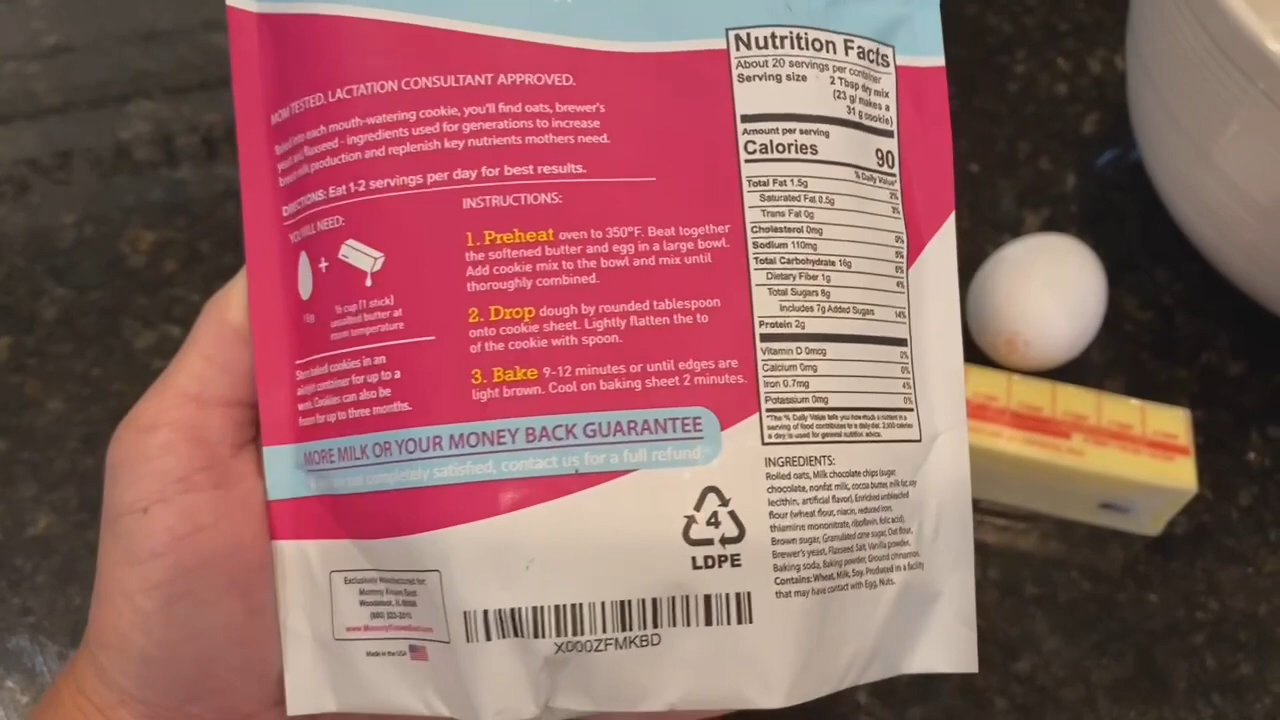 MOM TESTED, LACTATION CONSULTANT APPROVED.
each mouth-watering cookie, you'll find oats, brewer's
yeast and flaxseed - ingredients used for generations to increase
breast milk production and replenish key nutrients mothers need.
DIRECTIONS: Eat 1-2 servings per day for best results.
YOU WILL NEED:
+
1 egg
½ cup (1 stick)
unsalted butter at
room temperature
Store baked cookies in an
airtight container for up to a
week. Cookies can also be
frozen for up to three months.
INSTRUCTIONS:
1. Preheat oven to 350°F. Beat together
the softened butter and egg in a large bowl.
Add cookie mix to the bowl and mix until
thoroughly combined.
2. Drop dough by rounded tablespoon
onto cookie sheet. Lightly flatten the to
of the cookie with spoon.
3. Bake 9-12 minutes or until edges are
light brown. Cool on baking sheet 2 minutes.
MORE MILK OR YOUR MONEY BACK GUARANTEE
not completely satisfied, contact us for a full refund
4
LDPE
Exclusively Manufactured for:
Mommy Knows Best
www.MommyKnowsBest.com
Made in the USA
X000ZFMKBD
Nutrition Facts
About 20 servings per container
Serving size 2 Tbsp dry mix
(23 g/ makes a
31 g cookie)
Amount per serving
Calories 90
% Daily Value*
Total Fat 1.5g 2%
Saturated Fat 0.5g 3%
Trans Fat 0g
Cholesterol 0mg 0%
Sodium 110mg 5%
Total Carbohydrate 16g 6%
Dietary Fiber 1g 4%
Total Sugars 8g
Includes 7g Added Sugars 14%
Protein 2g
Vitamin D 0mcg 0%
Calcium 0mg 0%
Iron 0.7mg 4%
Potassium 0mg 0%
*The % Daily Value tells you how much a nutrient in a
serving of food contributes to a daily diet. 2,000 calories
a day is used for general nutrition advice.
INGREDIENTS:
Rolled oats, Milk chocolate chips (sugar,
chocolate, nonfat milk, cocoa butter, milk fat, soy
lecithin, artificial flavor), Enriched unbleached
flour (wheat flour, niacin, reduced iron,
thiamine mononitrate, riboflavin, folic acid),
Brown sugar, Granulated cane sugar, Oat flour,
Brewer's yeast, Flaxseed, Salt, Vanilla powder,
Baking soda, Baking powder, Ground cinnamon.
Contains: Wheat, Milk, Soy. Produced in a facility
that may have contact with Egg, Nuts.